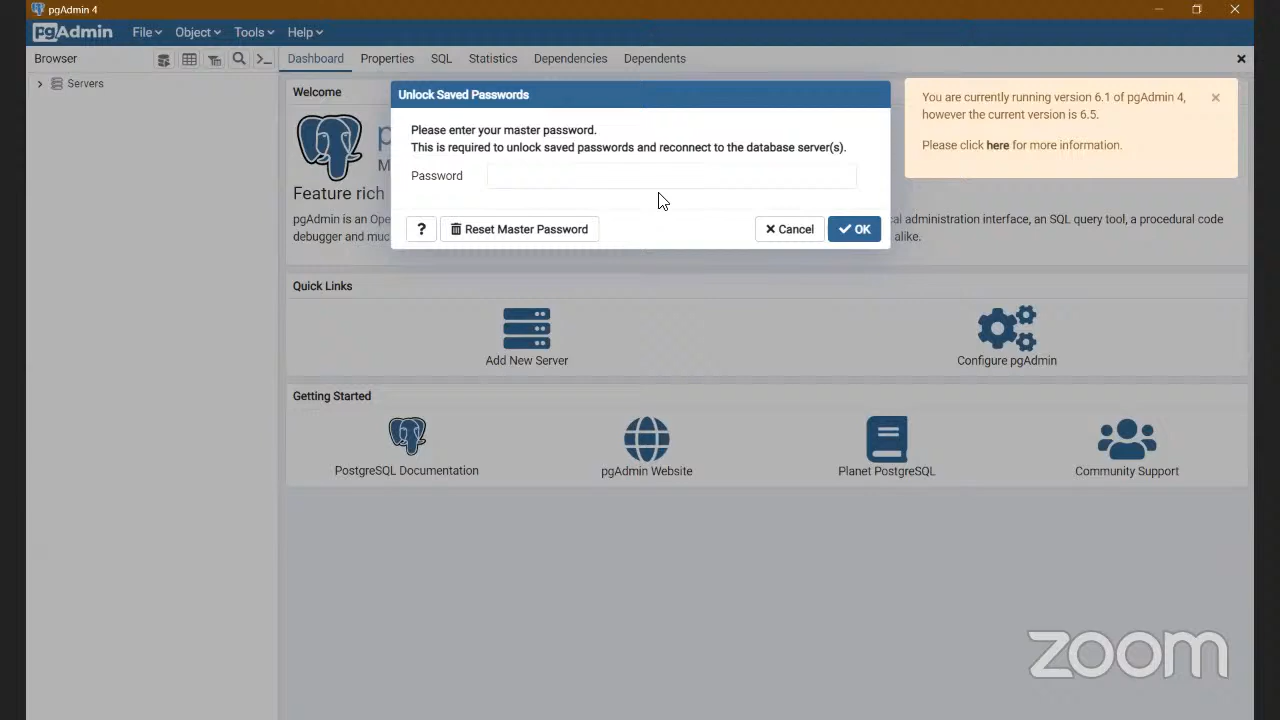 pgAdmin 4
pgAdmin File Object Tools Help
Browser
Dashboard Properties SQL Statistics Dependencies Dependents
Servers
Welcome
Unlock Saved Passwords
Please enter your master password.
This is required to unlock saved passwords and reconnect to the database server(s).
Password
? Reset Master Password Cancel OK
You are currently running version 6.1 of pgAdmin 4,
however the current version is 6.5.
Please click here for more information.
p
M
Feature rich
pgAdmin is an Ope al administration interface, an SQL query tool, a procedural code
debugger and muc alike.
Quick Links
Add New Server
Configure pgAdmin
Getting Started
PostgreSQL Documentation
pgAdmin Website
Planet PostgreSQL
Community Support
zoom